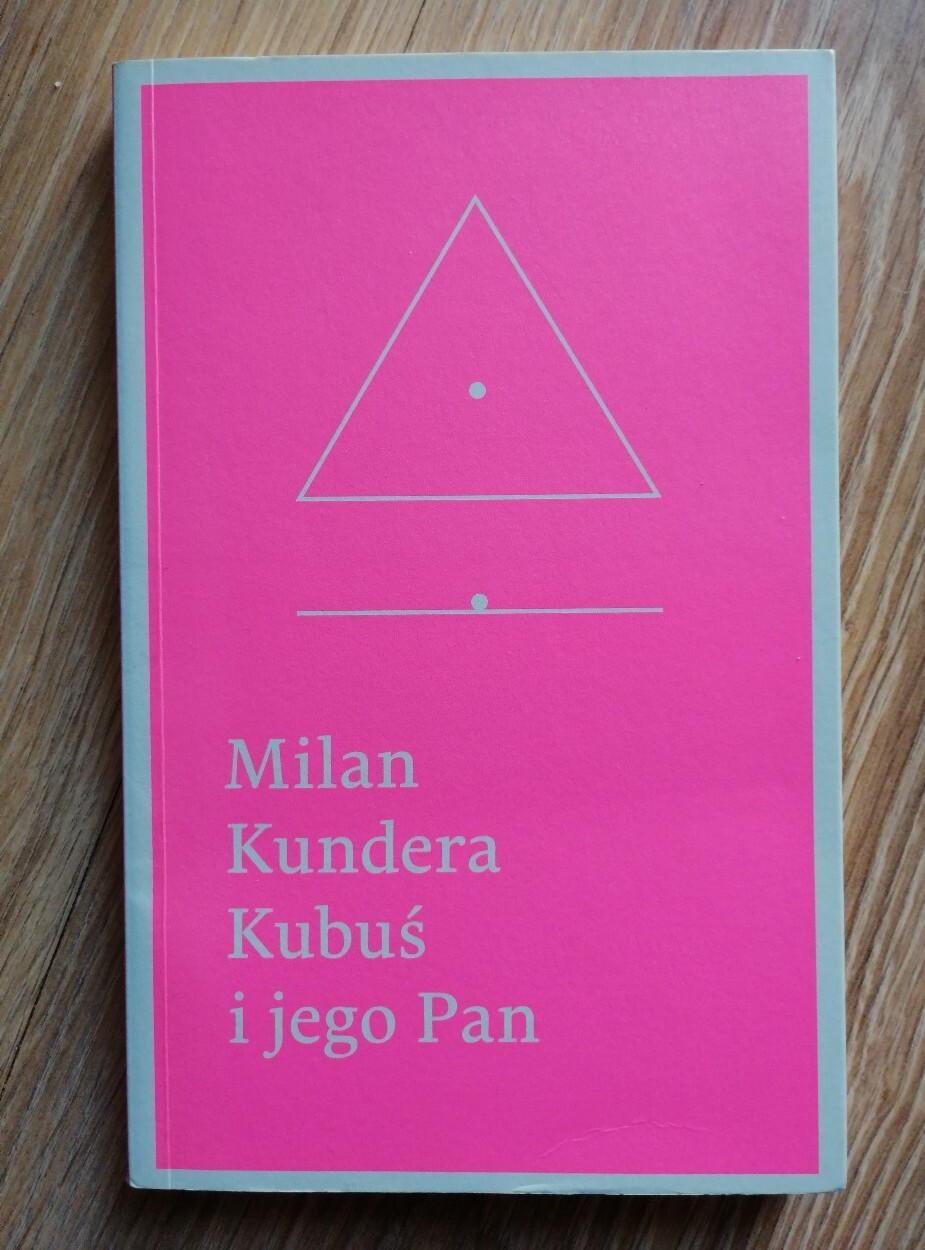 Milan
Kundera
Kubuś
i jego Pan